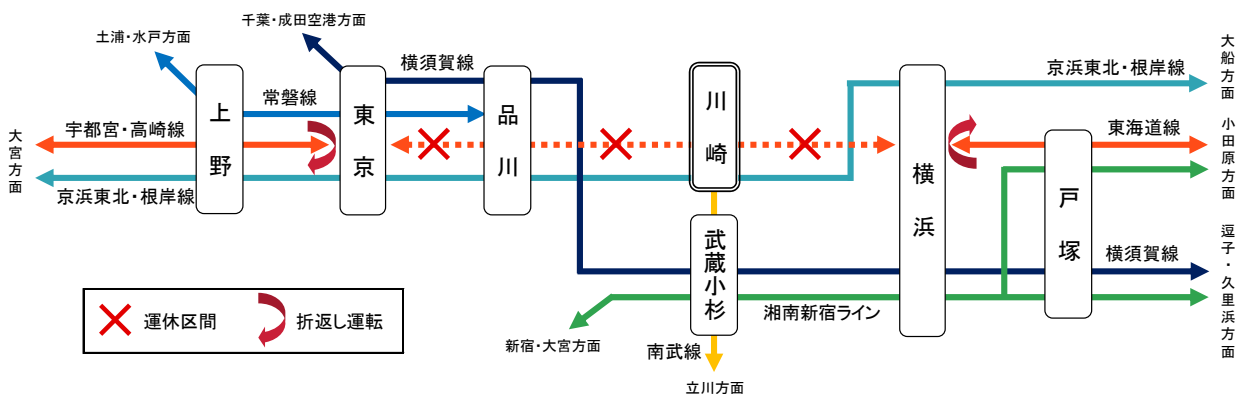 千葉・成田空港方面
土浦・水戸方面
横須賀線
京浜東北・根岸線
大船方面
上野
常磐線
東京
品川
川崎
宇都宮・高崎線
大宮方面
京浜東北・根岸線
横浜
東海道線
小田原方面
戸塚
武蔵小杉
横須賀線
逗子・久里浜方面
湘南新宿ライン
新宿・大宮方面
南武線
立川方面
運休区間
折返し運転